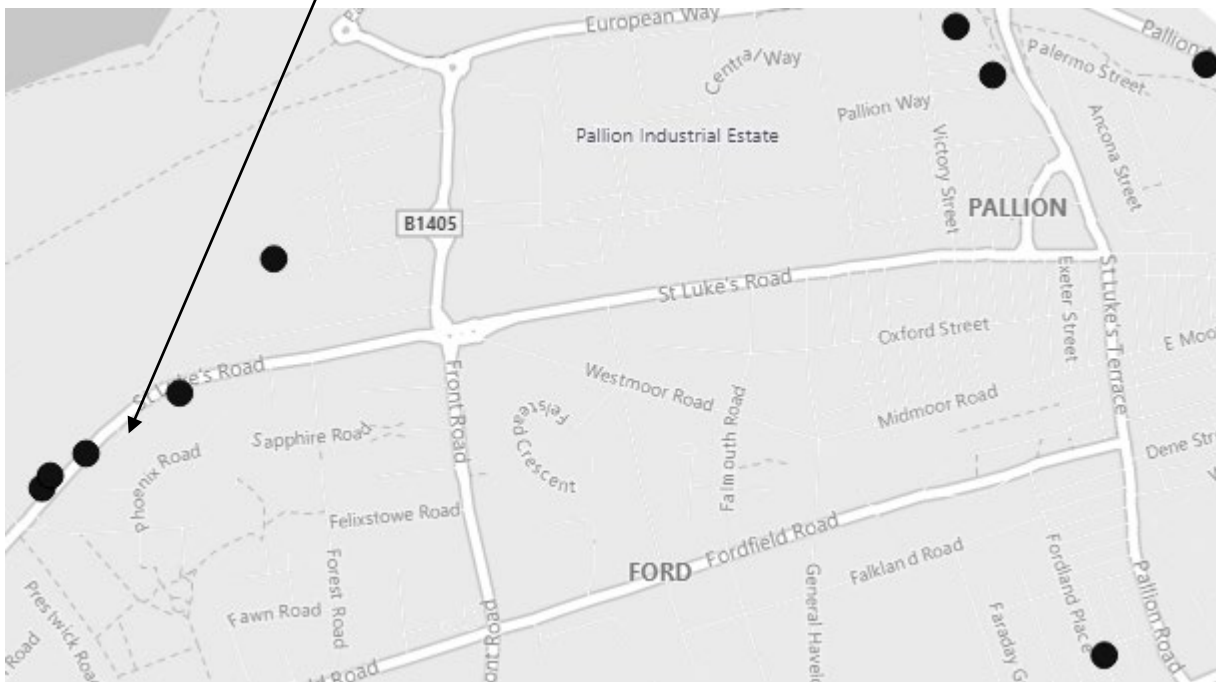 European Way
Pallion
Palermo Street
Central Way
Pallion Way
Ancona Street
Pallion Industrial Estate
Victory Street
PALLION
B1405
St Luke's Road
Exeter Street
St Luke's Terrace
Oxford Street
E Moo
St Luke's Road
Front Road
Westmoor Road
Falmouth Road
Midmoor Road
Felstead Crescent
Sapphire Road
Phoenix Road
Dene Str
Felixstowe Road
Fordfield Road
FORD
Falkland Road
Fordland Place
Pallion Road
General Havelo
Forest Road
Fawn Road
Prestwick Roa
Faraday G
Road
ont Road
ld Road